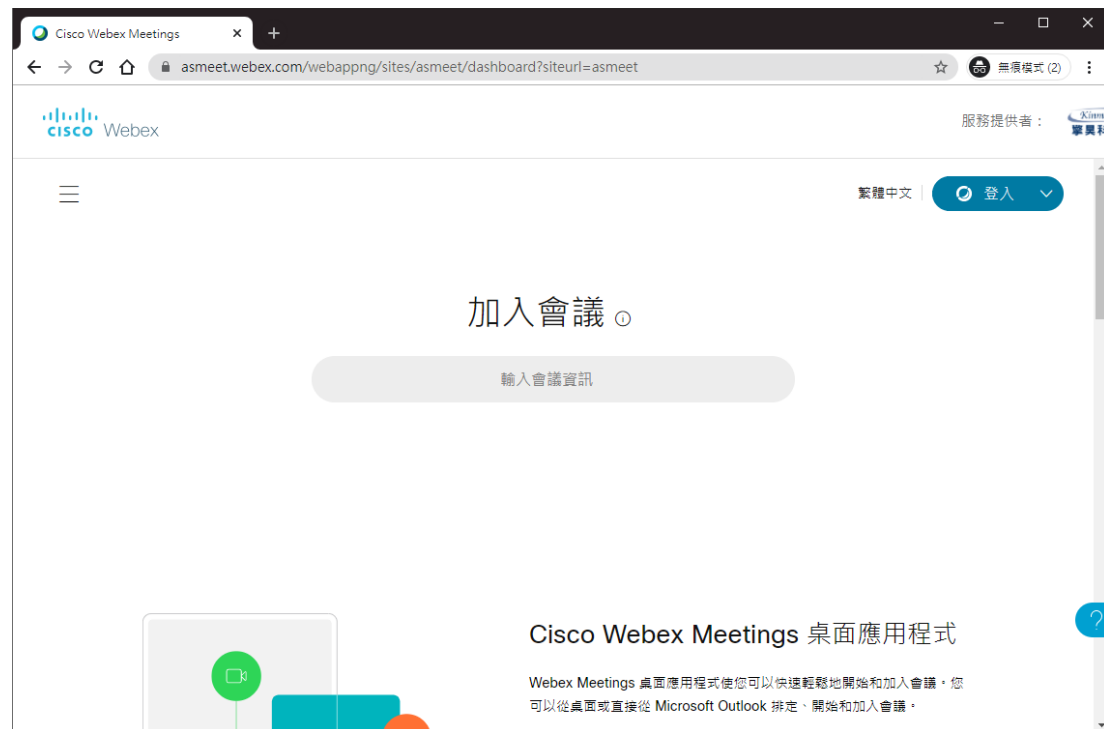 Cisco Webex Meetings
asmeet.webex.com/webappng/sites/asmeet/dashboard?siteurl=asmeet
無痕模式 (2)
cisco Webex
服務提供者：
繁體中文
登入
加入會議
輸入會議資訊
Cisco Webex Meetings 桌面應用程式
Webex Meetings 桌面應用程式使您可以快速輕鬆地開始和加入會議。您
可以從桌面或直接從 Microsoft Outlook 排定、開始和加入會議。